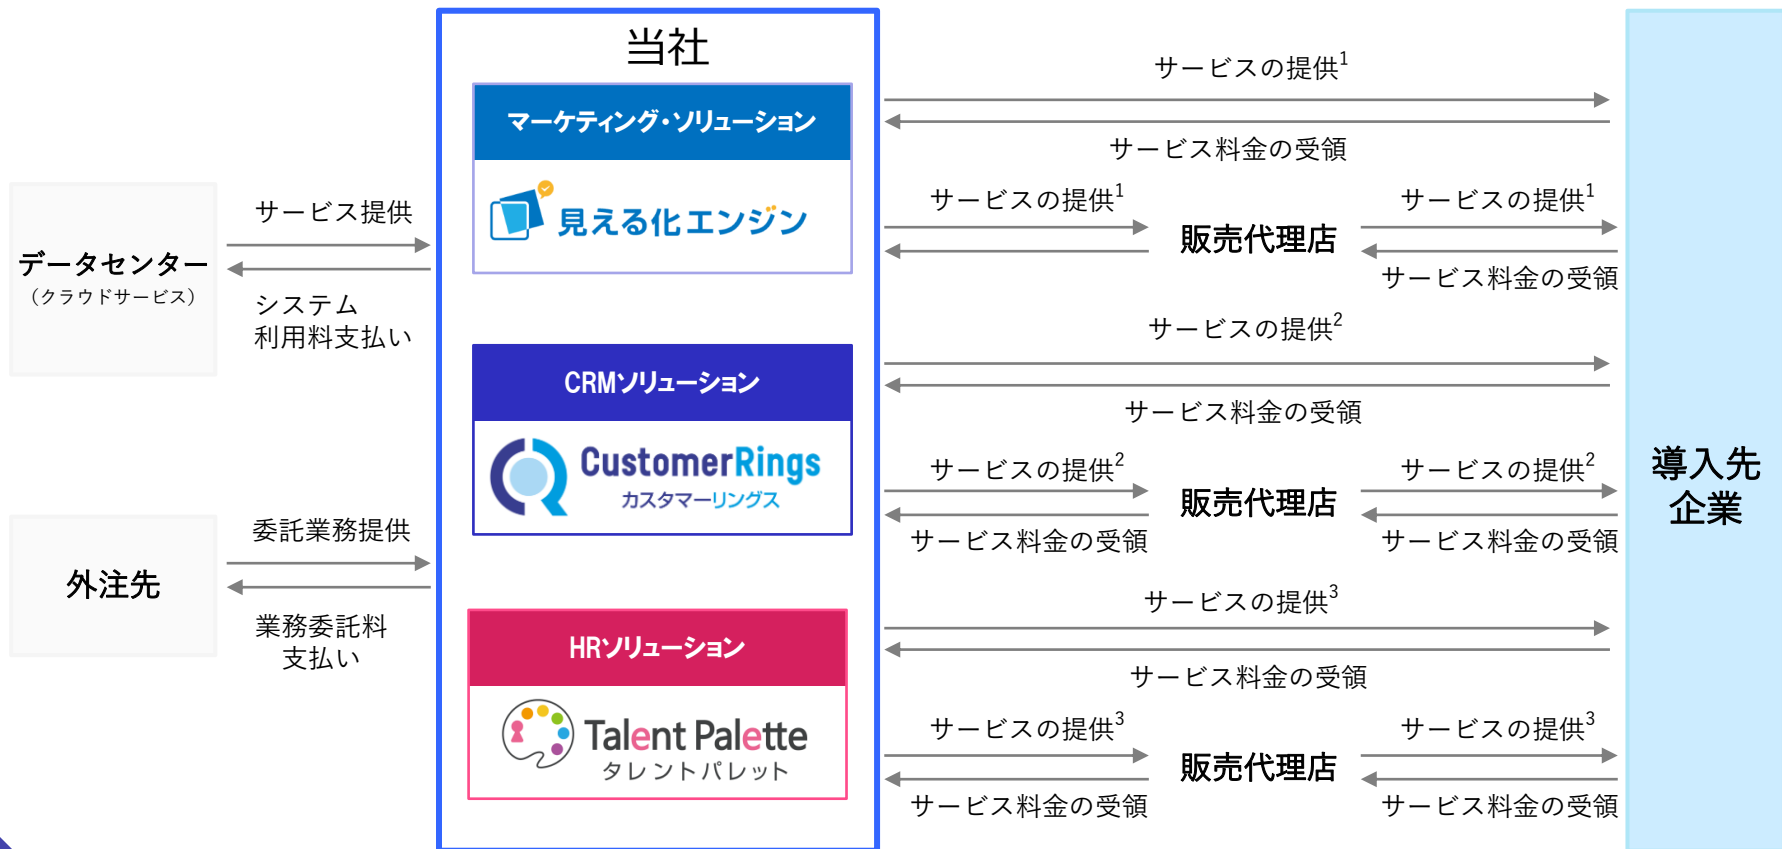 当社
マーケティング・ソリューション
見える化エンジン
CRMソリューション
CustomerRings
カスタマーリングス
HRソリューション
Talent Palette
タレントパレット
データセンター
（クラウドサービス）
サービス提供
システム
利用料支払い
外注先
委託業務提供
業務委託料
支払い
サービスの提供1
サービス料金の受領
サービスの提供1
販売代理店
サービスの提供1
サービス料金の受領
サービスの提供2
サービス料金の受領
サービスの提供2
サービス料金の受領
販売代理店
サービスの提供2
サービス料金の受領
サービスの提供3
サービス料金の受領
サービスの提供3
サービス料金の受領
販売代理店
サービスの提供3
サービス料金の受領
導入先
企業